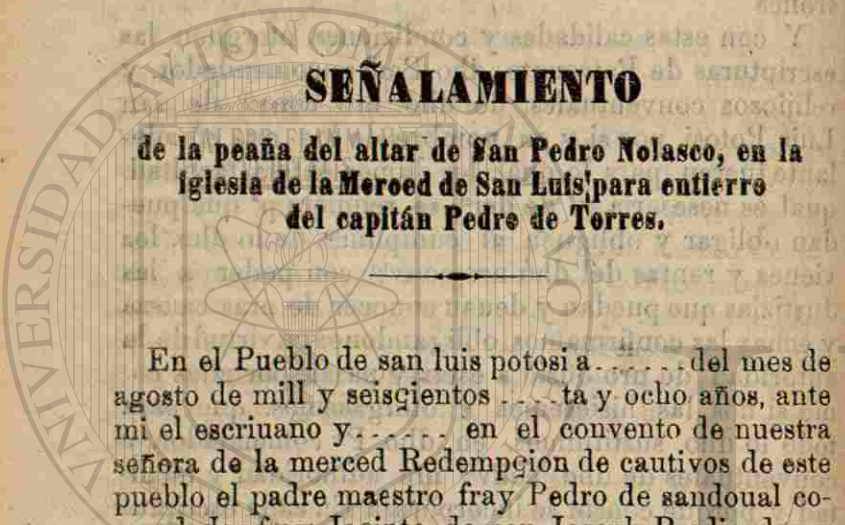 SEÑALAMIENTO
de la peaña del altar de San Pedro Nolasco, en la
iglesia de la Merced de San Luis para entierro
del capitán Pedro de Torres.
En el Pueblo de san luis potosi a.......del mes de
agosto de mill y seisçientos ....ta y ocho años, ante
mi el escriuano y...... en el convento de nuestra
señora de la merced Redempçion de cautivos de este
pueblo el padre maestro fray Pedro de sandoual co-